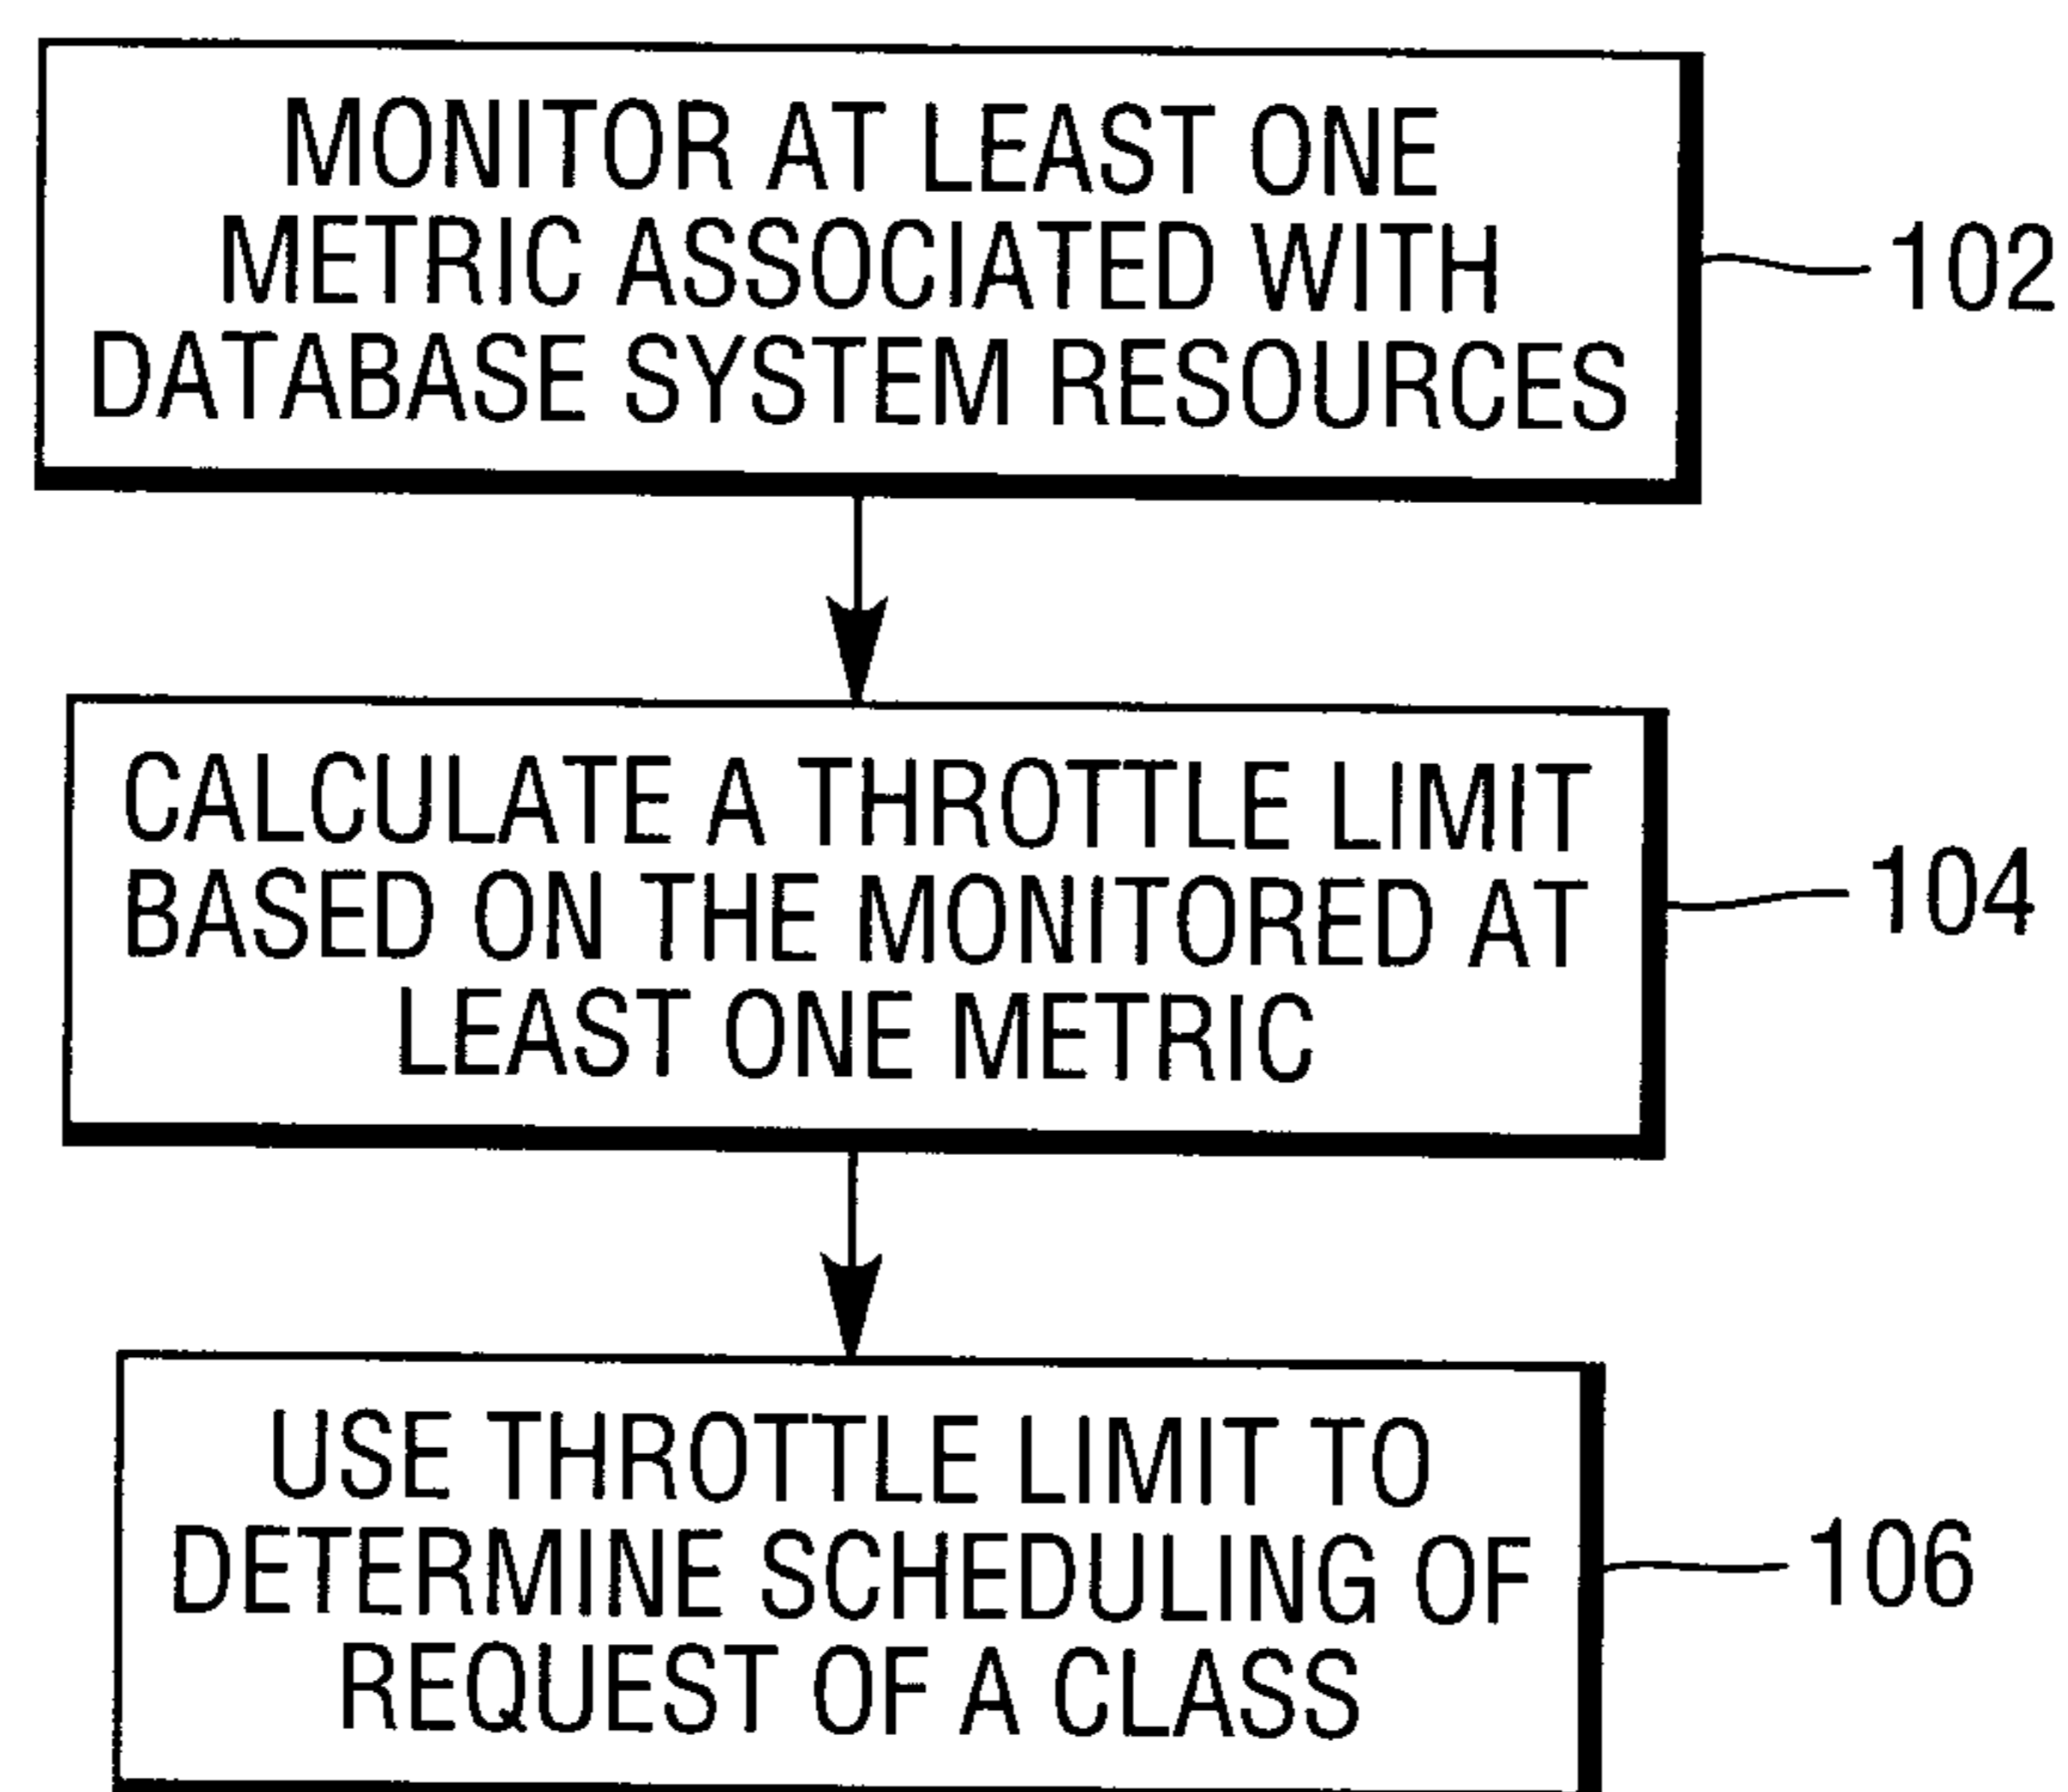 MONITOR AT LEAST ONE
METRIC ASSOCIATED WITH
DATABASE SYSTEM RESOURCES
102
CALCULATE A THROTTLE LIMIT
BASED ON THE MONITORED AT
LEAST ONE METRIC
104
USE THROTTLE LIMIT TO
DETERMINE SCHEDULING OF
REQUEST OF A CLASS
106